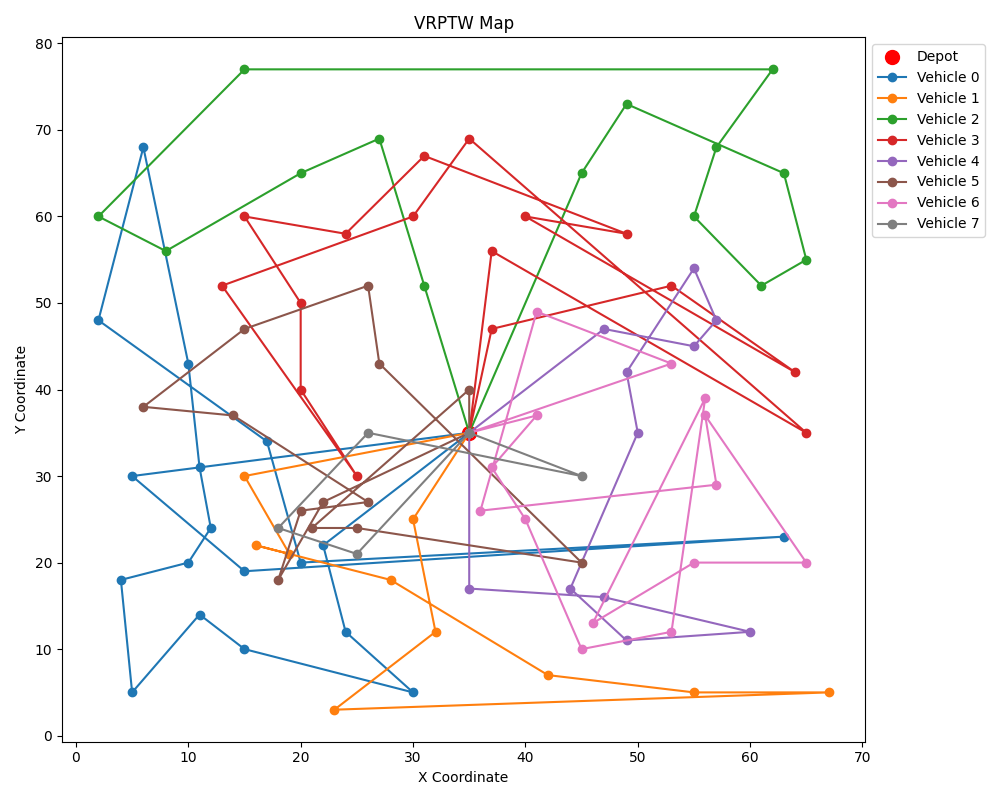 VRPTW Map
80
70
60
50
40
30
20
10
0
Y Coordinate
0 10 20 30 40 50 60 70
X Coordinate
Depot
Vehicle 0
Vehicle 1
Vehicle 2
Vehicle 3
Vehicle 4
Vehicle 5
Vehicle 6
Vehicle 7